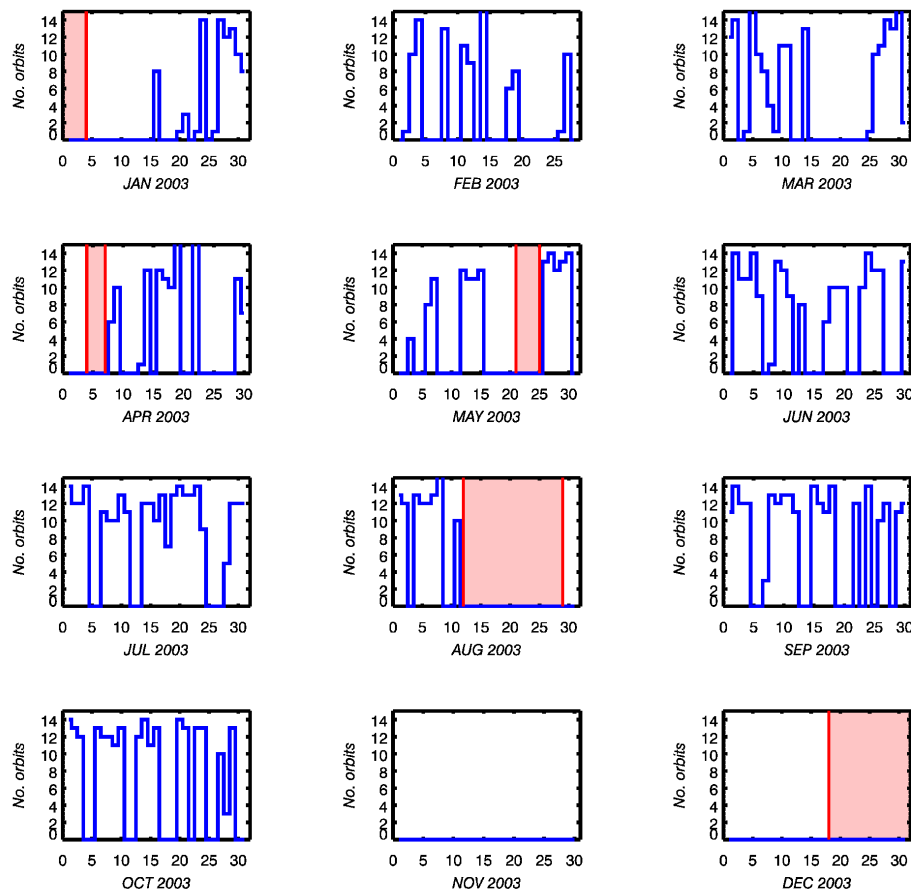 No. orbits
14
12
10
8
6
4
2
0
0 5 10 15 20 25 30
JAN 2003
No. orbits
14
12
10
8
6
4
2
0
0 5 10 15 20 25
FEB 2003
No. orbits
14
12
10
8
6
4
2
0
0 5 10 15 20 25 30
MAR 2003
No. orbits
14
12
10
8
6
4
2
0
0 5 10 15 20 25 30
APR 2003
No. orbits
14
12
10
8
6
4
2
0
0 5 10 15 20 25 30
MAY 2003
No. orbits
14
12
10
8
6
4
2
0
0 5 10 15 20 25 30
JUN 2003
No. orbits
14
12
10
8
6
4
2
0
0 5 10 15 20 25 30
JUL 2003
No. orbits
14
12
10
8
6
4
2
0
0 5 10 15 20 25 30
AUG 2003
No. orbits
14
12
10
8
6
4
2
0
0 5 10 15 20 25 30
SEP 2003
No. orbits
14
12
10
8
6
4
2
0
0 5 10 15 20 25 30
OCT 2003
No. orbits
14
12
10
8
6
4
2
0
0 5 10 15 20 25 30
NOV 2003
No. orbits
14
12
10
8
6
4
2
0
0 5 10 15 20 25 30
DEC 2003